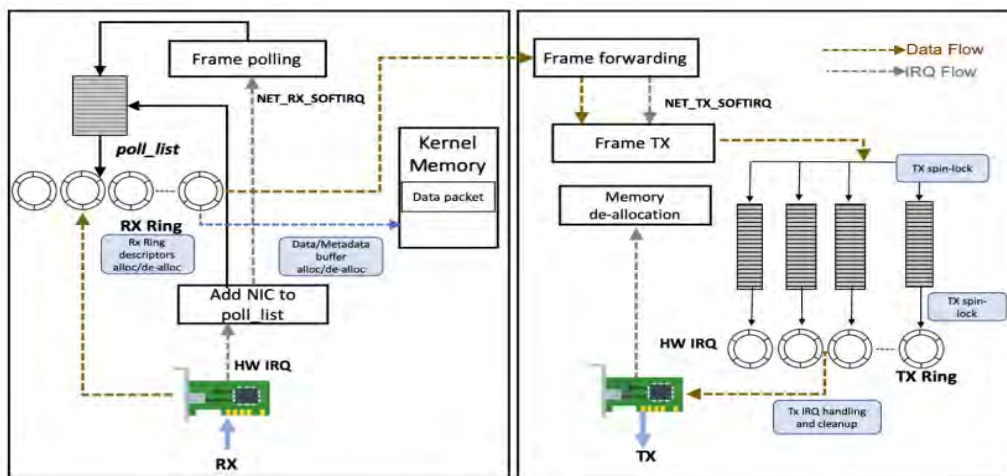 Frame polling
NET_RX_SOFTIRQ
poll_list
Kernel
Memory
Data packet
RX Ring
Rx Ring
descriptors
alloc/de-alloc
Data/Metadata
buffer
alloc/de-alloc
Add NIC to
poll_list
HW IRQ
RX
Frame forwarding
Data Flow
IRQ Flow
NET_TX_SOFTIRQ
Frame TX
TX spin-lock
Memory
de-allocation
TX spin-
lock
HW IRQ
TX Ring
Tx IRQ handling
and cleanup
TX